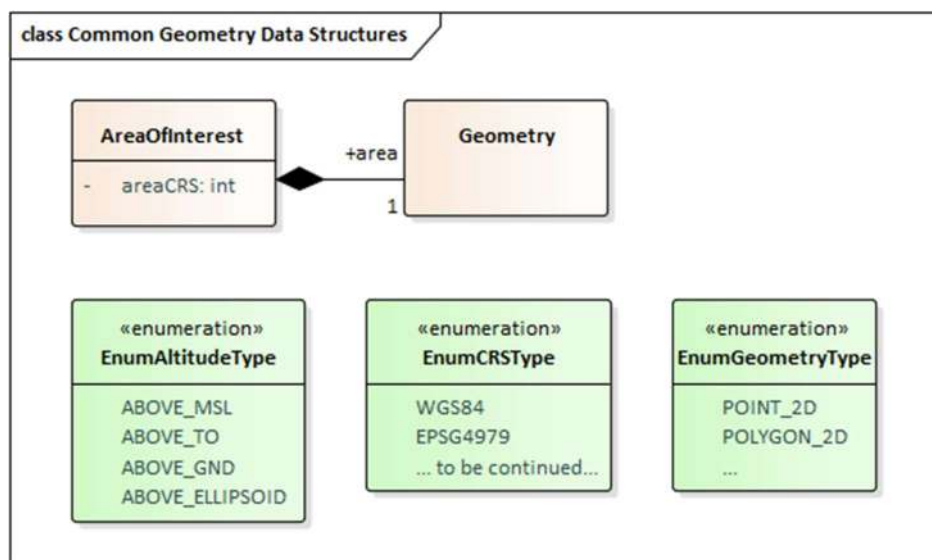 class Common Geometry Data Structures
AreaOfInterest
- areaCRS: int
+area
1
Geometry
«enumeration»
EnumAltitudeType
ABOVE_MSL
ABOVE_TO
ABOVE_GND
ABOVE_ELLIPSOID
«enumeration»
EnumCRSType
WGS84
EPSG4979
... to be continued...
«enumeration»
EnumGeometryType
POINT_2D
POLYGON_2D
...